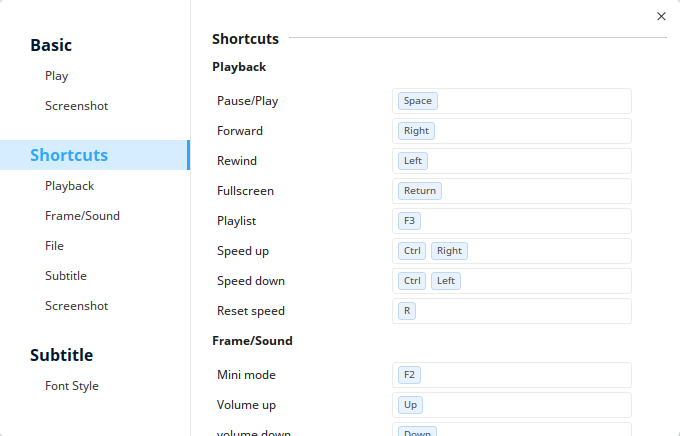 Basic
Play
Screenshot
Shortcuts
Playback
Frame/Sound
File
Subtitle
Screenshot
Subtitle
Font Style
Shortcuts
Playback
Pause/Play Space
Forward Right
Rewind Left
Fullscreen Return
Playlist F3
Speed up Ctrl Right
Speed down Ctrl Left
Reset speed R
Frame/Sound
Mini mode F2
Volume up Up
volume down Down